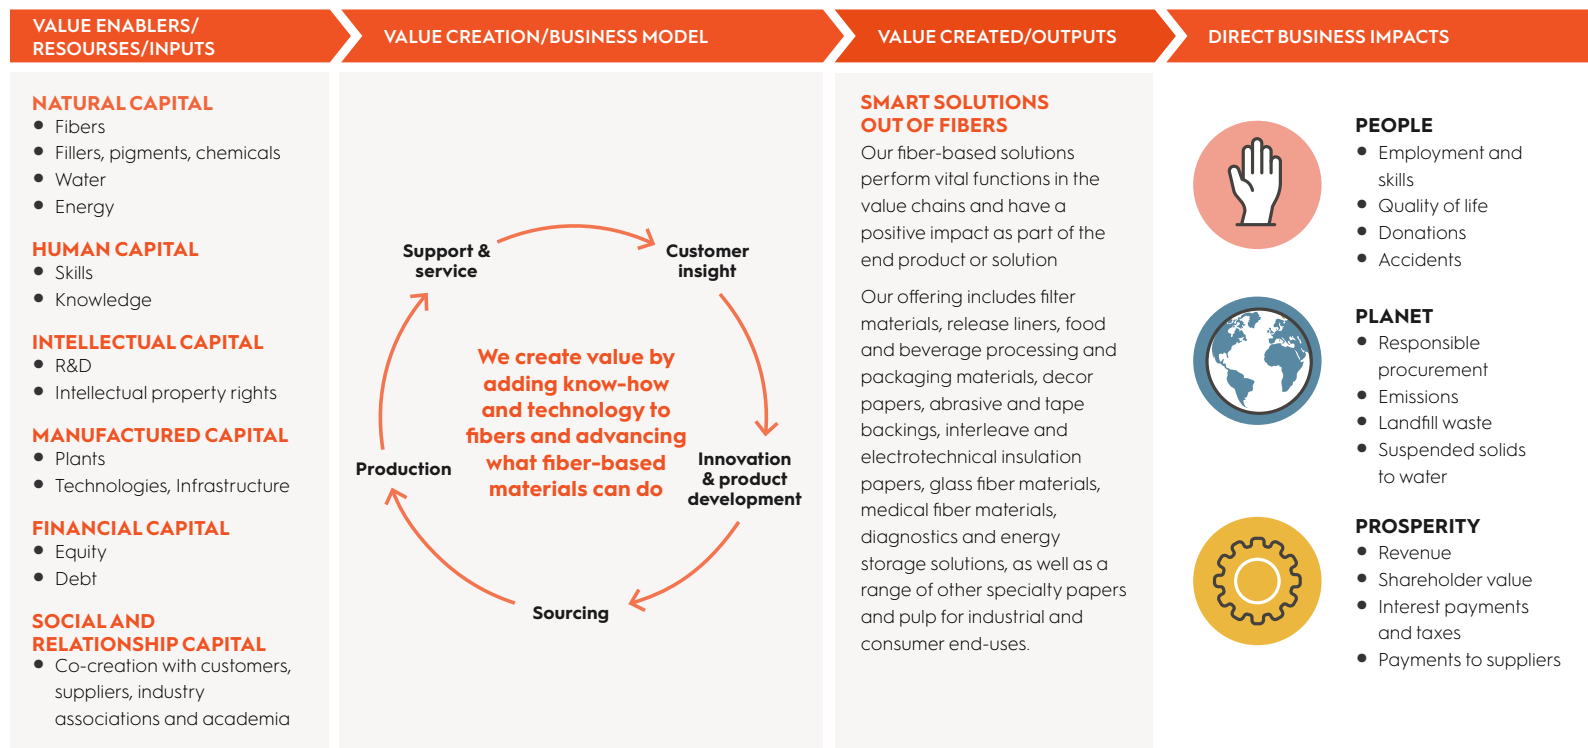 VALUE ENABLERS/
RESOURSES/INPUTS
VALUE CREATION/BUSINESS MODEL
VALUE CREATED/OUTPUTS
DIRECT BUSINESS IMPACTS
NATURAL CAPITAL
• Fibers
• Fillers, pigments, chemicals
• Water
• Energy
HUMAN CAPITAL
• Skills
• Knowledge
INTELLECTUAL CAPITAL
• R&D
• Intellectual property rights
MANUFACTURED CAPITAL
• Plants
• Technologies, Infrastructure
FINANCIAL CAPITAL
• Equity
• Debt
SOCIAL AND
RELATIONSHIP CAPITAL
• Co-creation with customers,
suppliers, industry
associations and academia
Support &
service
Customer
insight
Innovation
& product
development
Sourcing
Production
We create value by
adding know-how
and technology to
fibers and advancing
what fiber-based
materials can do
SMART SOLUTIONS
OUT OF FIBERS
Our fiber-based solutions
perform vital functions in the
value chains and have a
positive impact as part of the
end product or solution
Our offering includes filter
materials, release liners, food
and beverage processing and
packaging materials, decor
papers, abrasive and tape
backings, interleave and
electrotechnical insulation
papers, glass fiber materials,
medical fiber materials,
diagnostics and energy
storage solutions, as well as a
range of other specialty papers
and pulp for industrial and
consumer end-uses.
PEOPLE
• Employment and
skills
• Quality of life
• Donations
• Accidents
PLANET
• Responsible
procurement
• Emissions
• Landfill waste
• Suspended solids
to water
PROSPERITY
• Revenue
• Shareholder value
• Interest payments
and taxes
• Payments to suppliers